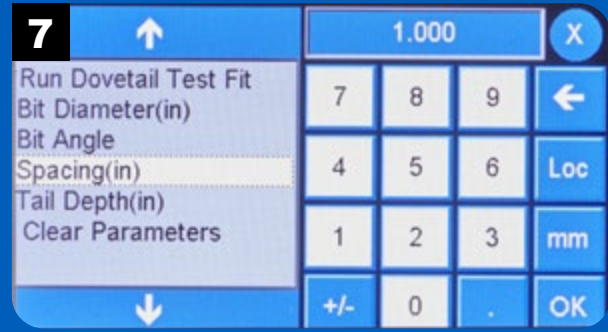 7
1.000
X
Run Dovetail Test Fit
Bit Diameter(in)
Bit Angle
Spacing(in)
Tail Depth(in)
Clear Parameters
7 8 9
4 5 6 Loc
1 2 3 mm
+/- 0 . OK